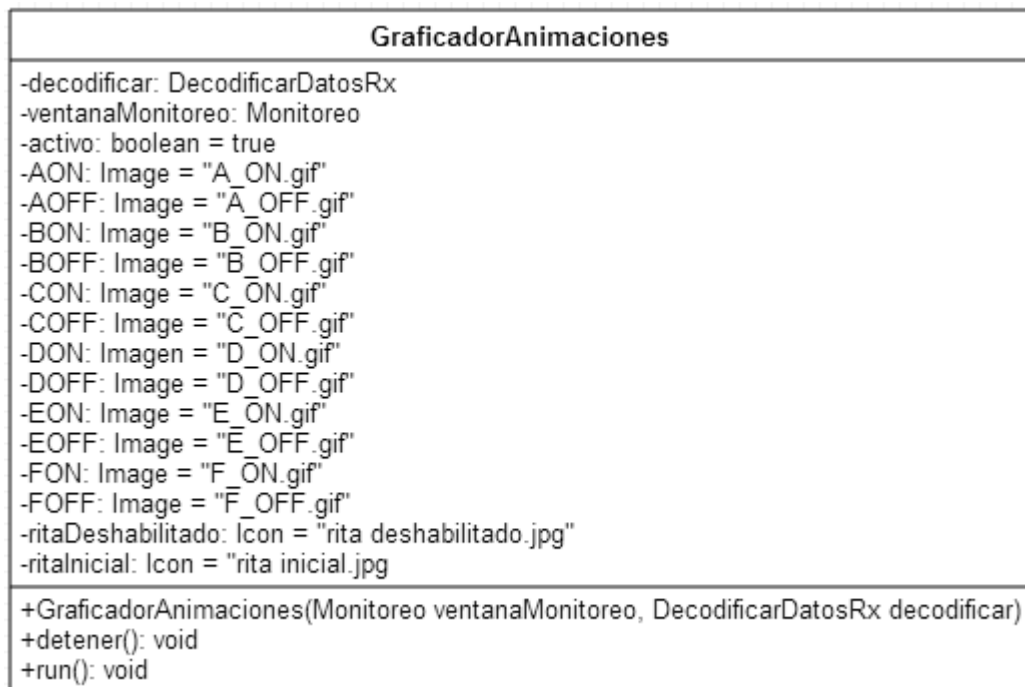 GraficadorAnimaciones
-decodificar: DecodificarDatosRx
-ventanaMonitoreo: Monitoreo
-activo: boolean = true
-AON: Image = "A_ON.gif"
-AOFF: Image = "A_OFF.gif"
-BON: Image = "B_ON.gif"
-BOFF: Image = "B_OFF.gif"
-CON: Image = "C_ON.gif"
-COFF: Image = "C_OFF.gif"
-DON: Imagen = "D_ON.gif"
-DOFF: Image = "D_OFF.gif"
-EON: Image = "E_ON.gif"
-EOFF: Image = "E_OFF.gif"
-FON: Image = "F_ON.gif"
-FOFF: Image = "F_OFF.gif"
-ritaDeshabilitado: Icon = "rita deshabilitado.jpg"
-ritaInicial: Icon = "rita inicial.jpg
+GraficadorAnimaciones(Monitoreo ventanaMonitoreo, DecodificarDatosRx decodificar)
+detener(): void
+run(): void